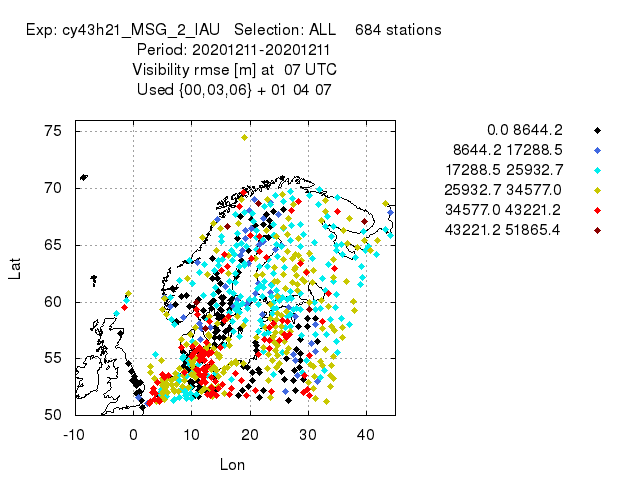 Exp: cy43h21_MSG_2_IAU Selection: ALL 684 stations
Period: 20201211-20201211
Visibility rmse [m] at 07 UTC
Used {00,03,06} + 01 04 07
0.0 8644.2
8644.2 17288.5
17288.5 25932.7
25932.7 34577.0
34577.0 43221.2
43221.2 51865.4
75
70
65
60
55
50
Lat
-10 0 10 20 30 40
Lon